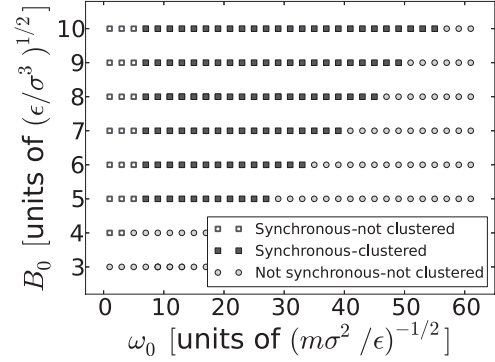 10
9
8
7
6
5
4
3
B₀ [units of (ϵ/σ³)^{1/2}]
Synchronous-not clustered
Synchronous-clustered
Not synchronous-not clustered
0 10 20 30 40 50 60
ω₀ [units of (mσ²/ϵ)^{-1/2}]